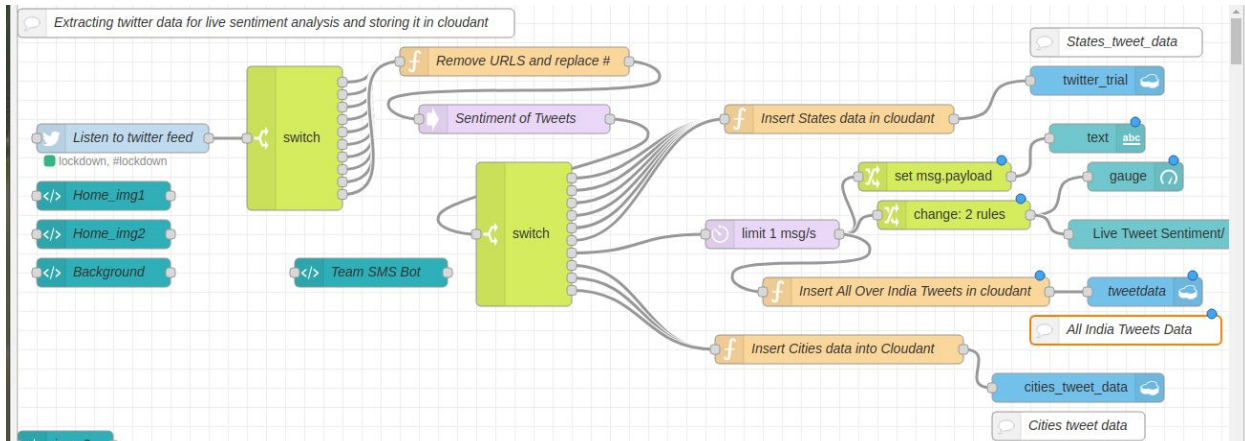 Extracting twitter data for live sentiment analysis and storing it in cloudant
States_tweet_data
Remove URLS and replace #
twitter_trial
Sentiment of Tweets
Insert States data in cloudant
Listen to twitter feed
switch
text
abc
lockdown, #lockdown
set msg.payload
gauge
Home_img1
change: 2 rules
Home_img2
switch
limit 1 msg/s
Live Tweet Sentiment/
Background
Team SMS Bot
Insert All Over India Tweets in cloudant
tweetdata
All India Tweets Data
Insert Cities data into Cloudant
cities_tweet_data
Cities tweet data